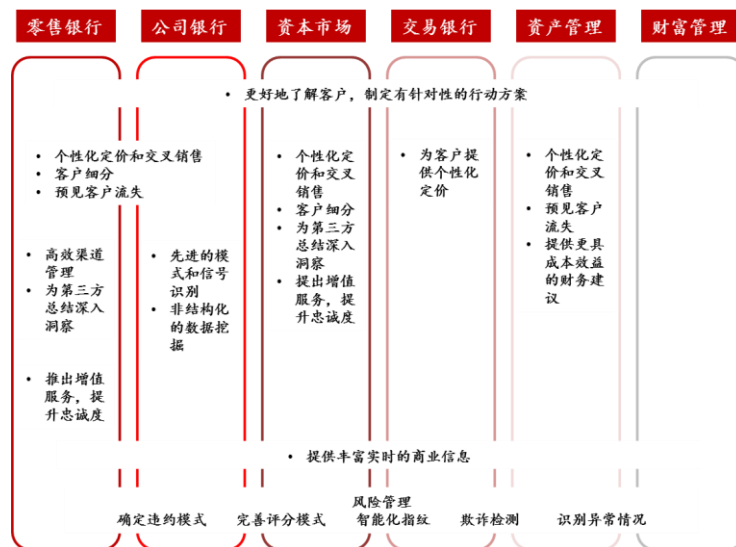 零售银行
公司银行
资本市场
交易银行
资产管理
财富管理
• 更好地了解客户，制定有针对性的行动方案
• 个性化定价和交叉销售
• 客户细分
• 预见客户流失
• 高效渠道
管理
• 为第三方
总结深入
洞察
• 推出增值
服务，提
升忠诚度
• 先进的模
式和信号
识别
• 非结构化
的数据挖
掘
• 个性化定
价和交叉
销售
• 客户细分
• 为第三方
总结深入
洞察
• 提出增值
服务，提
升忠诚度
• 为客户提
供个性化
定价
• 个性化定
价和交叉
销售
• 预见客户
流失
• 提供更具
成本效益
的财务建
议
• 提供丰富实时的商业信息
风险管理
确定违约模式
完善评分模式
智能化指纹
欺诈检测
识别异常情况